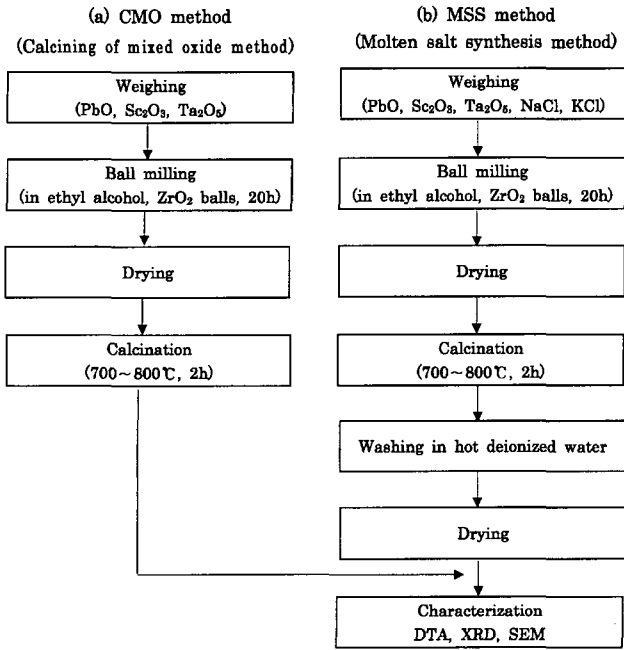 (a) CMO method
(Calcining of mixed oxide method)
Weighing
(PbO, Sc₂O₃, Ta₂O₅)
Ball milling
(in ethyl alcohol, ZrO₂ balls, 20h)
Drying
Calcination
(700~800℃, 2h)
(b) MSS method
(Molten salt synthesis method)
Weighing
(PbO, Sc₂O₃, Ta₂O₅, NaCl, KCl)
Ball milling
(in ethyl alcohol, ZrO₂ balls, 20h)
Drying
Calcination
(700~800℃, 2h)
Washing in hot deionized water
Drying
Characterization
DTA, XRD, SEM